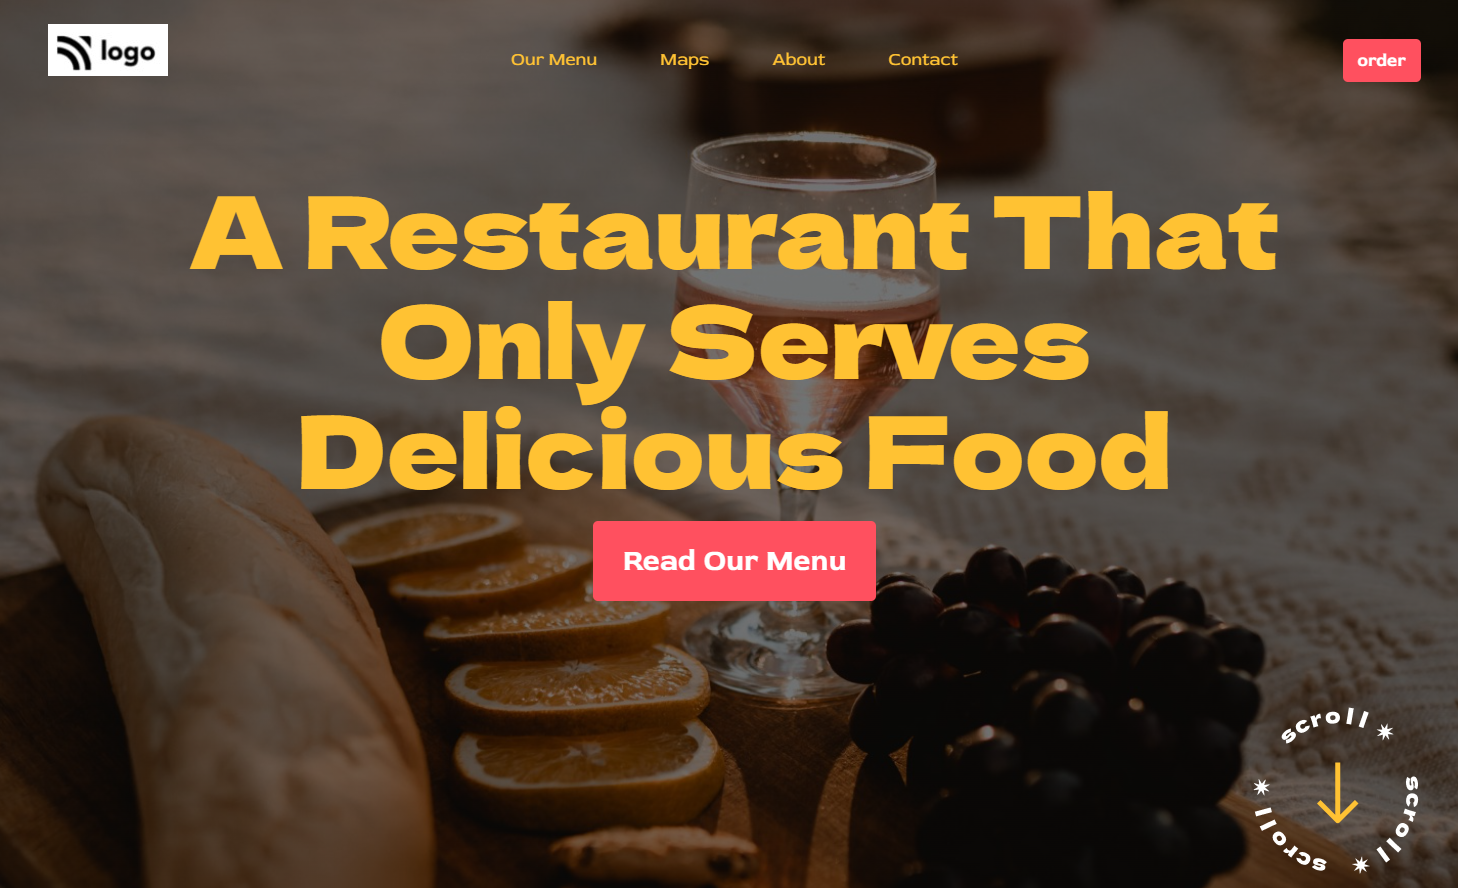 logo
Our Menu
Maps
About
Contact
order
A Restaurant That
Only Serves
Delicious Food
Read Our Menu
scroll ✷ scroll ✷ scroll ✷